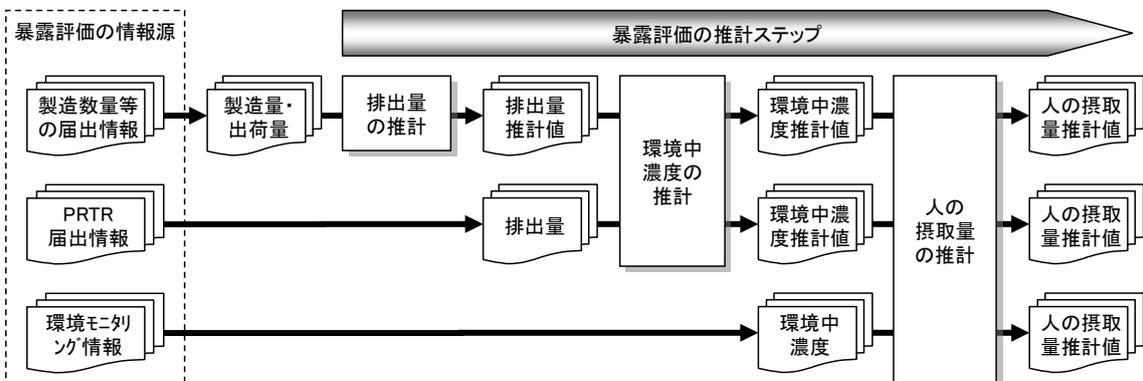 暴露評価の情報源
暴露評価の推計ステップ
製造数量等
の届出情報
製造量・
出荷量
排出量
の推計
排出量
推計値
環境中
濃度の
推計
環境中濃
度推計値
人の
摂取量
の推計
人の摂取
量推計値
PRTR
届出情報
排出量
環境中濃
度推計値
人の摂取
量推計値
環境モニタリ
ング情報
環境中
濃度
人の摂取
量推計値